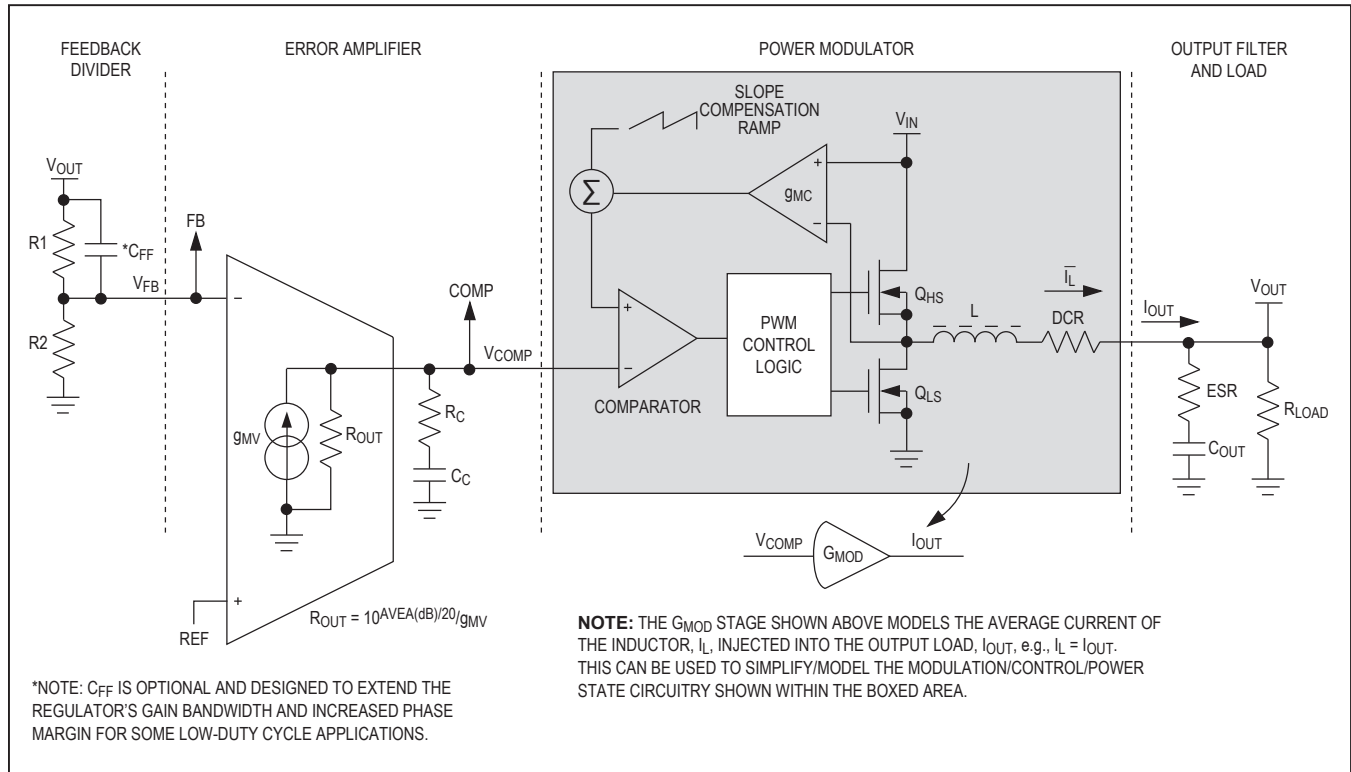 FEEDBACK
DIVIDER
ERROR AMPLIFIER
POWER MODULATOR
OUTPUT FILTER
AND LOAD
SLOPE
COMPENSATION
RAMP
VIN
VOUT
+
gMC
−
Σ
FB
R1
*CFF
VFB
−
COMP
QHS
IL
VOUT
L
DCR
IOUT
+
PWM
CONTROL
LOGIC
R2
VCOMP
−
COMPARATOR
QLS
ESR
RLOAD
gMV
ROUT
RC
CC
COUT
VCOMP
GMOD
IOUT
+
REF
ROUT = 10^AVEA(dB)/20/gMV
NOTE: THE GMOD STAGE SHOWN ABOVE MODELS THE AVERAGE CURRENT OF
THE INDUCTOR, IL, INJECTED INTO THE OUTPUT LOAD, IOUT, e.g., IL = IOUT.
THIS CAN BE USED TO SIMPLIFY/MODEL THE MODULATION/CONTROL/POWER
STATE CIRCUITRY SHOWN WITHIN THE BOXED AREA.
*NOTE: CFF IS OPTIONAL AND DESIGNED TO EXTEND THE
REGULATOR'S GAIN BANDWIDTH AND INCREASED PHASE
MARGIN FOR SOME LOW-DUTY CYCLE APPLICATIONS.